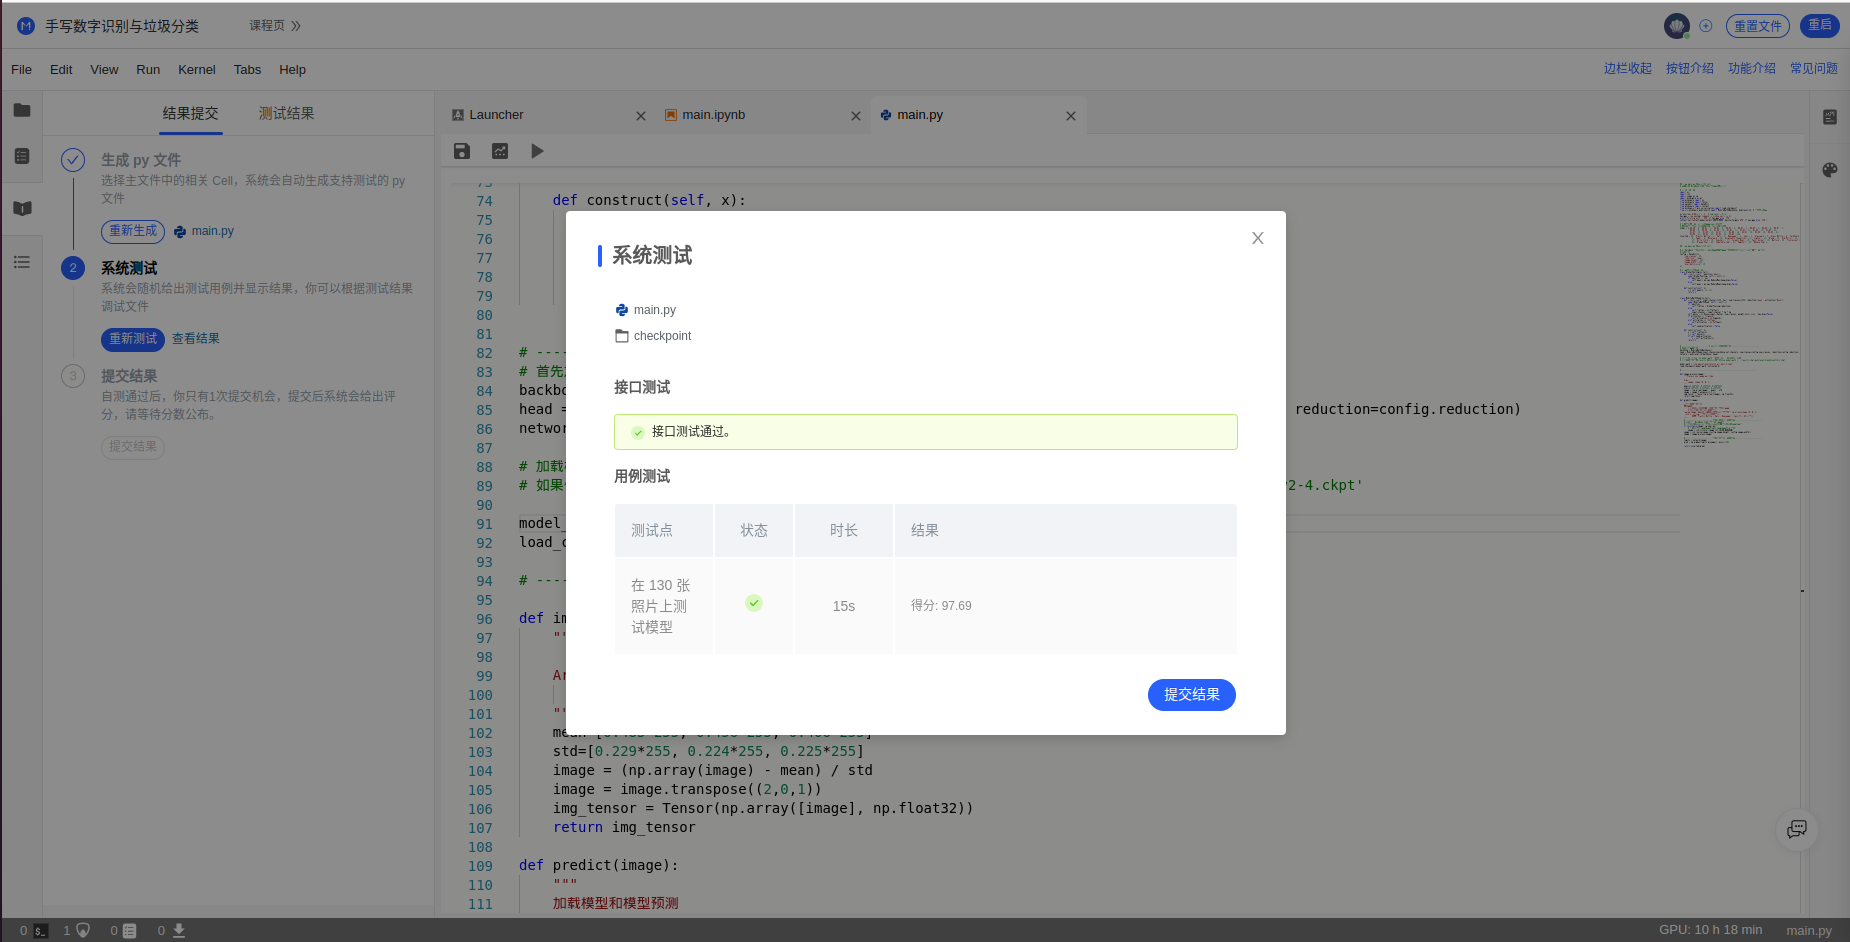 手写数字识别与垃圾分类
课程页
重置文件
重启
File Edit View Run Kernel Tabs Help
边栏收起 按钮介绍 功能介绍 常见问题
结果提交 测试结果
生成 py 文件
选择主文件中的相关 Cell，系统会自动生成支持测试的 py
文件
重新生成 main.py
2 系统测试
系统会随机给出测试用例并显示结果，你可以根据测试结果
调试文件
重新测试 查看结果
3 提交结果
自测通过后，你只有1次提交机会，提交后系统会给出评
分，请等待分数公布。
提交结果
Launcher
main.ipynb
main.py
74 def construct(self, x):
75
76
77
78
79
80
81
82 # ----
83 # 首先
84 backbo
85 head = reduction=config.reduction)
86 networ
87
88 # 加载
89 # 如果 2-4.ckpt'
90
91 model_
92 load_c
93
94 # ----
95
96 def im
97 ""
98
99 Ar
100
101 ""
102 mean
103 std=[0.229*255, 0.224*255, 0.225*255]
104 image = (np.array(image) - mean) / std
105 image = image.transpose((2,0,1))
106 img_tensor = Tensor(np.array([image], np.float32))
107 return img_tensor
108
109 def predict(image):
110 """
111 加载模型和模型预测
系统测试
main.py
checkpoint
接口测试
接口测试通过。
用例测试
测试点 状态 时长 结果
在 130 张
照片上测
试模型
15s
得分: 97.69
提交结果
0 1 0 0
GPU: 10 h 18 min main.py